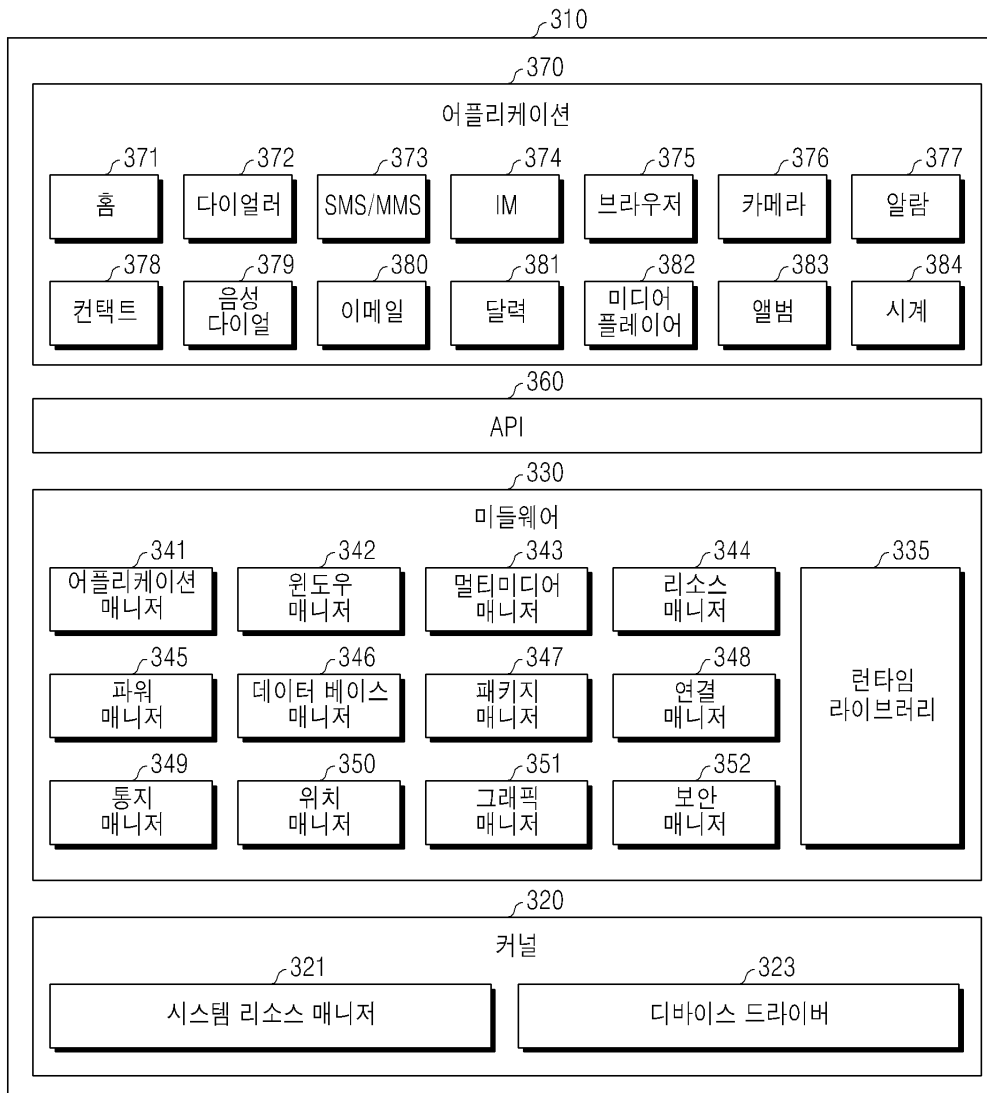 310
370
어플리케이션
371
372
373
374
375
376
377
홈
다이얼러
SMS/MMS
IM
브라우저
카메라
알람
378
379
380
381
382
383
384
컨택트
음성
다이얼
이메일
달력
미디어
플레이어
앨범
시계
360
API
330
미들웨어
341
342
343
344
335
어플리케이션
매니저
윈도우
매니저
멀티미디어
매니저
리소스
매니저
런타임
라이브러리
345
346
347
348
파워
매니저
데이터 베이스
매니저
패키지
매니저
연결
매니저
349
350
351
352
통지
매니저
위치
매니저
그래픽
매니저
보안
매니저
320
커널
321
323
시스템 리소스 매니저
디바이스 드라이버